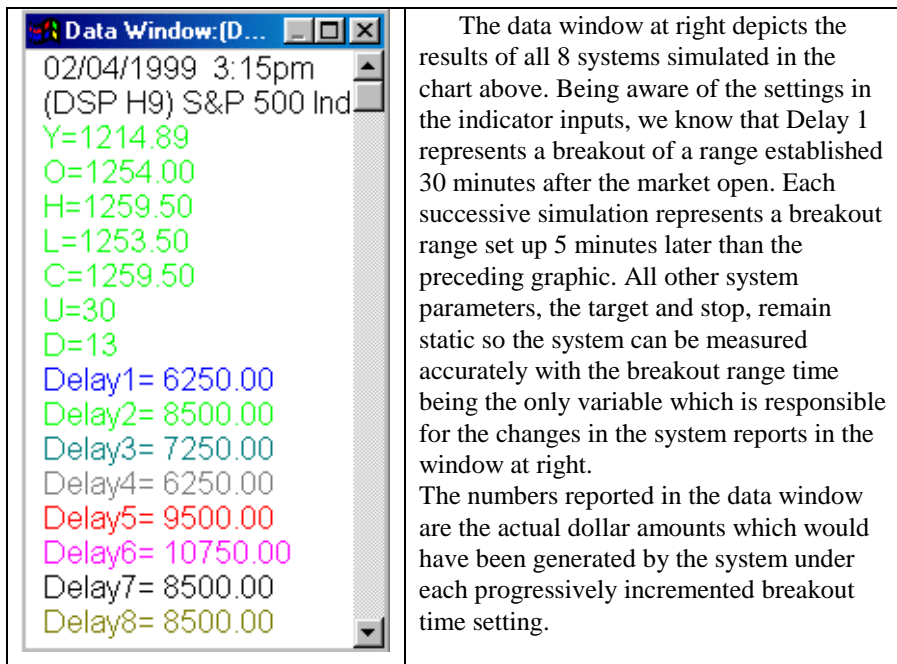 Data Window:(D...
02/04/1999 3:15pm
(DSP H9) S&P 500 Ind
Y=1214.89
O=1254.00
H=1259.50
L=1253.50
C=1259.50
U=30
D=13
Delay1= 6250.00
Delay2= 8500.00
Delay3= 7250.00
Delay4= 6250.00
Delay5= 9500.00
Delay6= 10750.00
Delay7= 8500.00
Delay8= 8500.00
The data window at right depicts the
results of all 8 systems simulated in the
chart above. Being aware of the settings in
the indicator inputs, we know that Delay 1
represents a breakout of a range established
30 minutes after the market open. Each
successive simulation represents a breakout
range set up 5 minutes later than the
preceding graphic. All other system
parameters, the target and stop, remain
static so the system can be measured
accurately with the breakout range time
being the only variable which is responsible
for the changes in the system reports in the
window at right.
The numbers reported in the data window
are the actual dollar amounts which would
have been generated by the system under
each progressively incremented breakout
time setting.